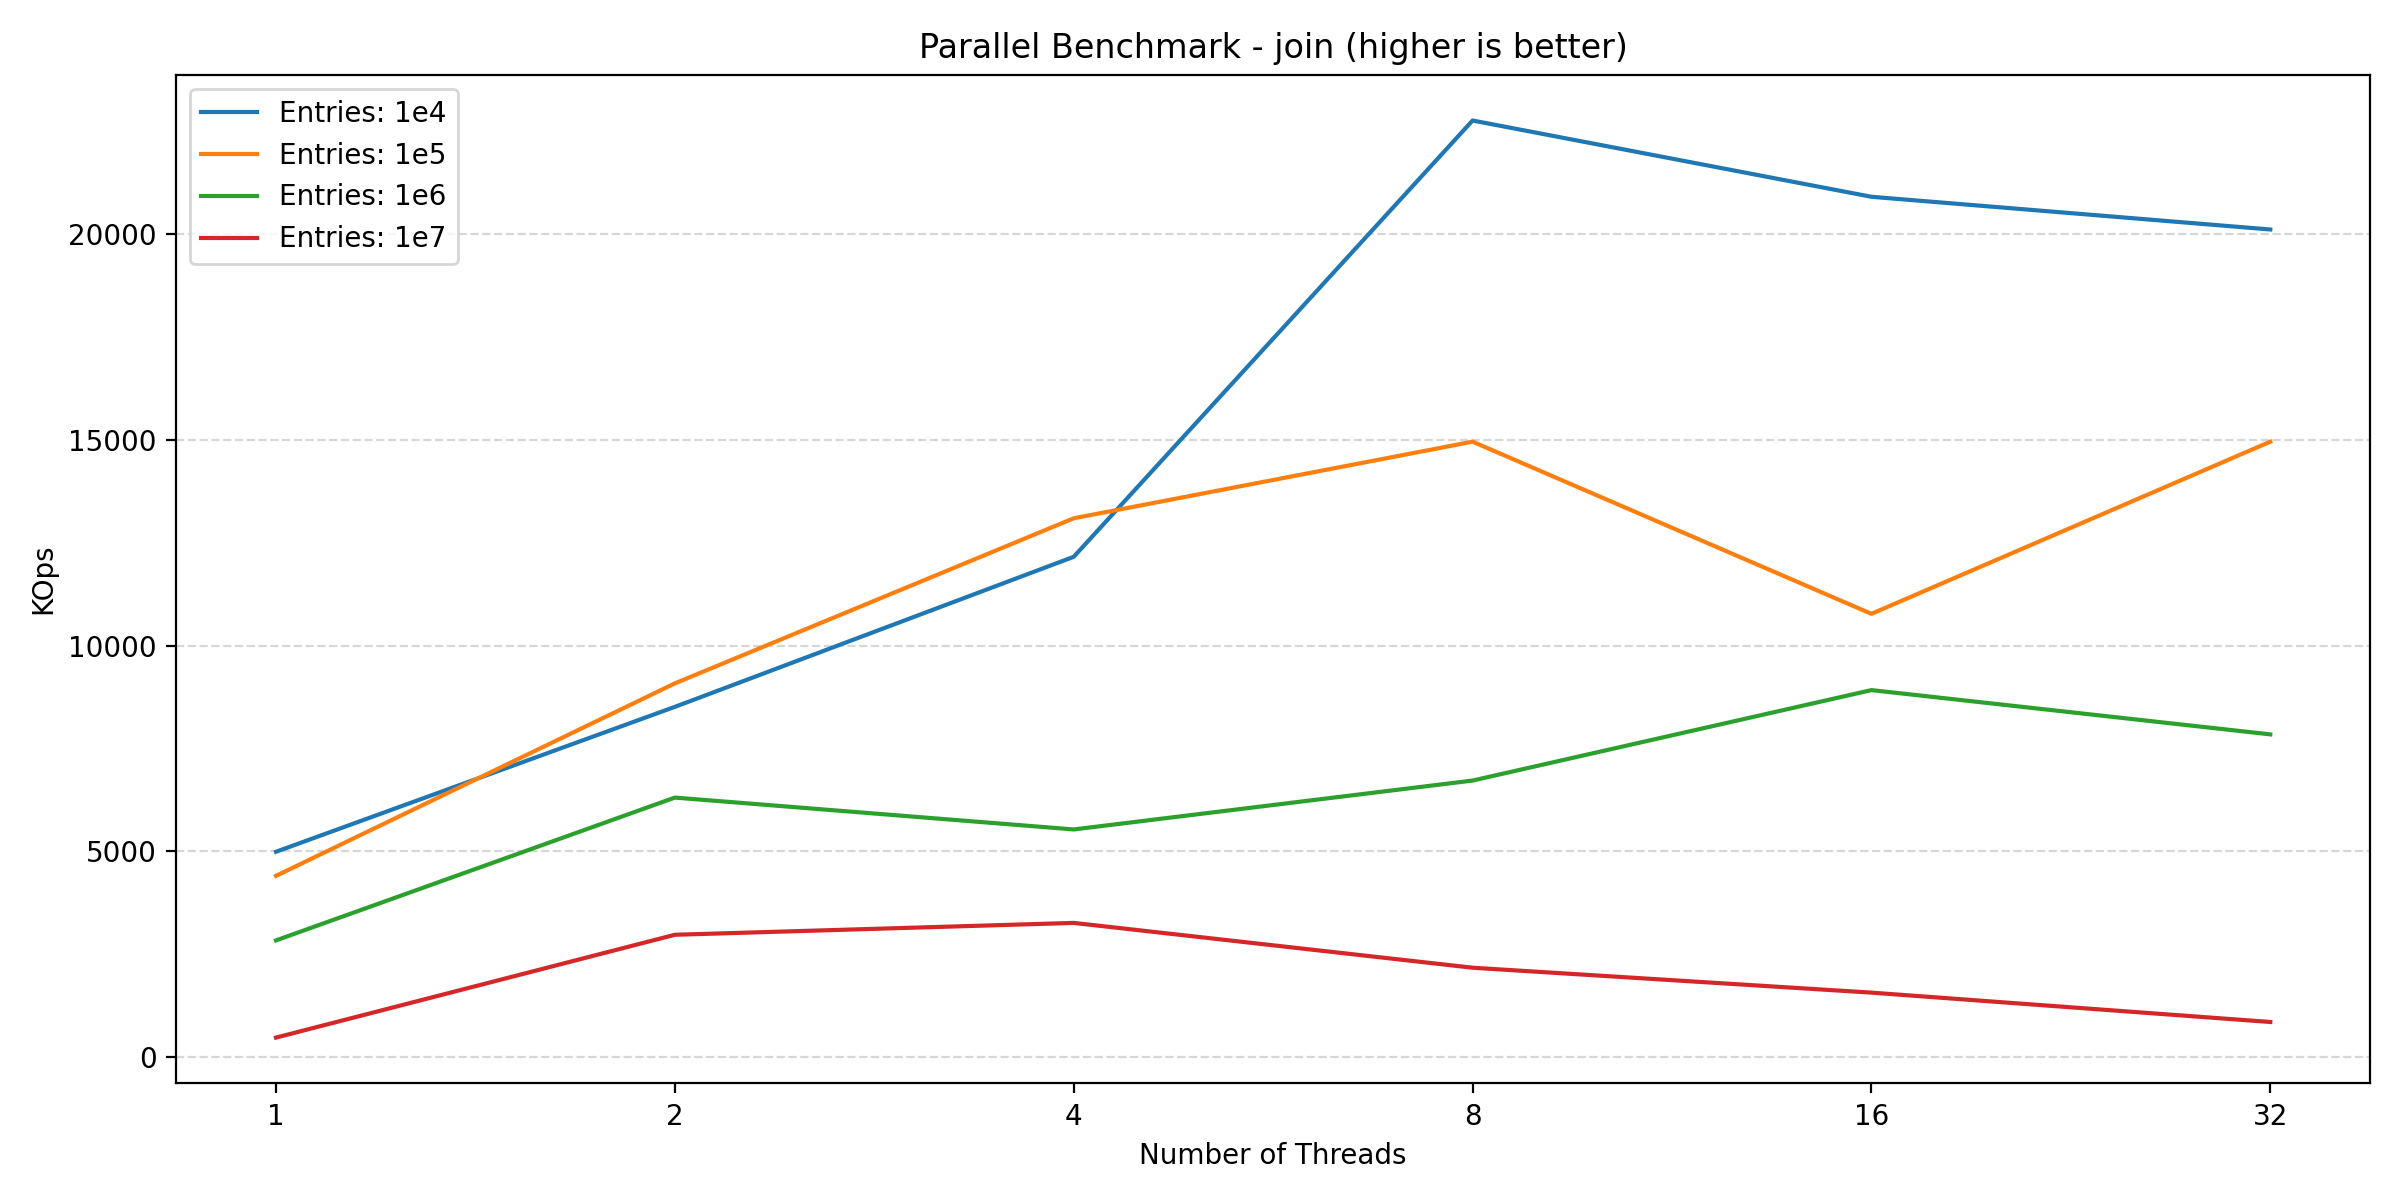 Parallel Benchmark - join (higher is better)
Entries: 1e4
Entries: 1e5
Entries: 1e6
Entries: 1e7
20000
15000
10000
5000
0
KOps
1 2 4 8 16 32
Number of Threads